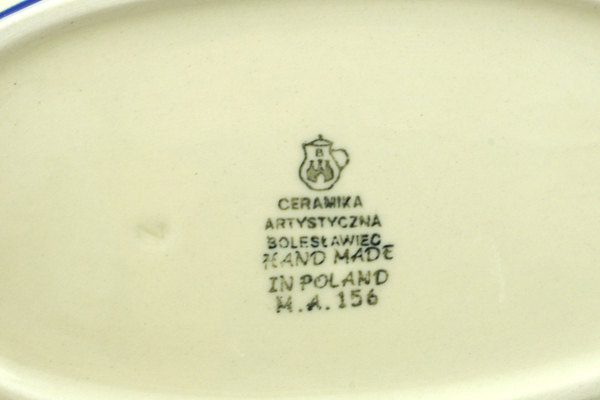 B
CERAMIKA
ARTYSTYCZNA
BOLESŁAWIEC
HAND MADE
IN POLAND
M.A.156